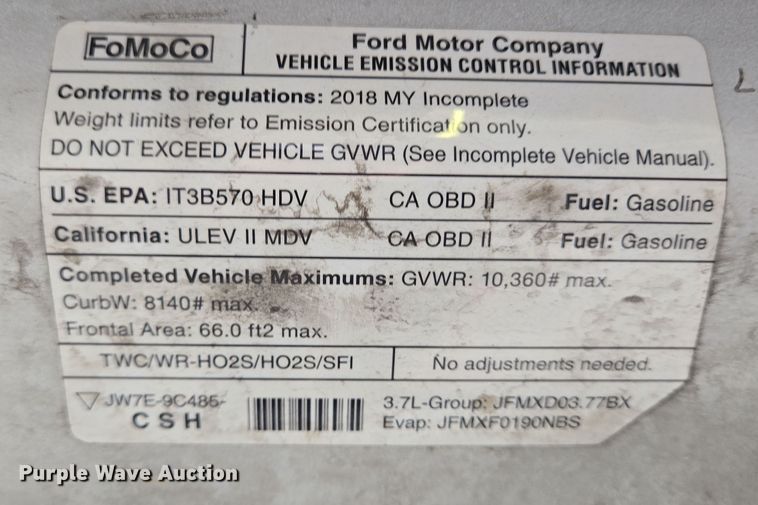 FoMoCo
Ford Motor Company
VEHICLE EMISSION CONTROL INFORMATION
Conforms to regulations: 2018 MY Incomplete
Weight limits refer to Emission Certification only.
DO NOT EXCEED VEHICLE GVWR (See Incomplete Vehicle Manual).
U.S. EPA: IT3B570 HDV CA OBD II Fuel: Gasoline
California: ULEV II MDV CA OBD II Fuel: Gasoline
Completed Vehicle Maximums: GVWR: 10,360# max.
CurbW: 8140# max.
Frontal Area: 66.0 ft2 max.
TWC/WR-HO2S/HO2S/SFI No adjustments needed.
JW7E-9C485-
C S H
3.7L-Group: JFMXD03.77BX
Evap: JFMXF0190NBS
Purple Wave Auction